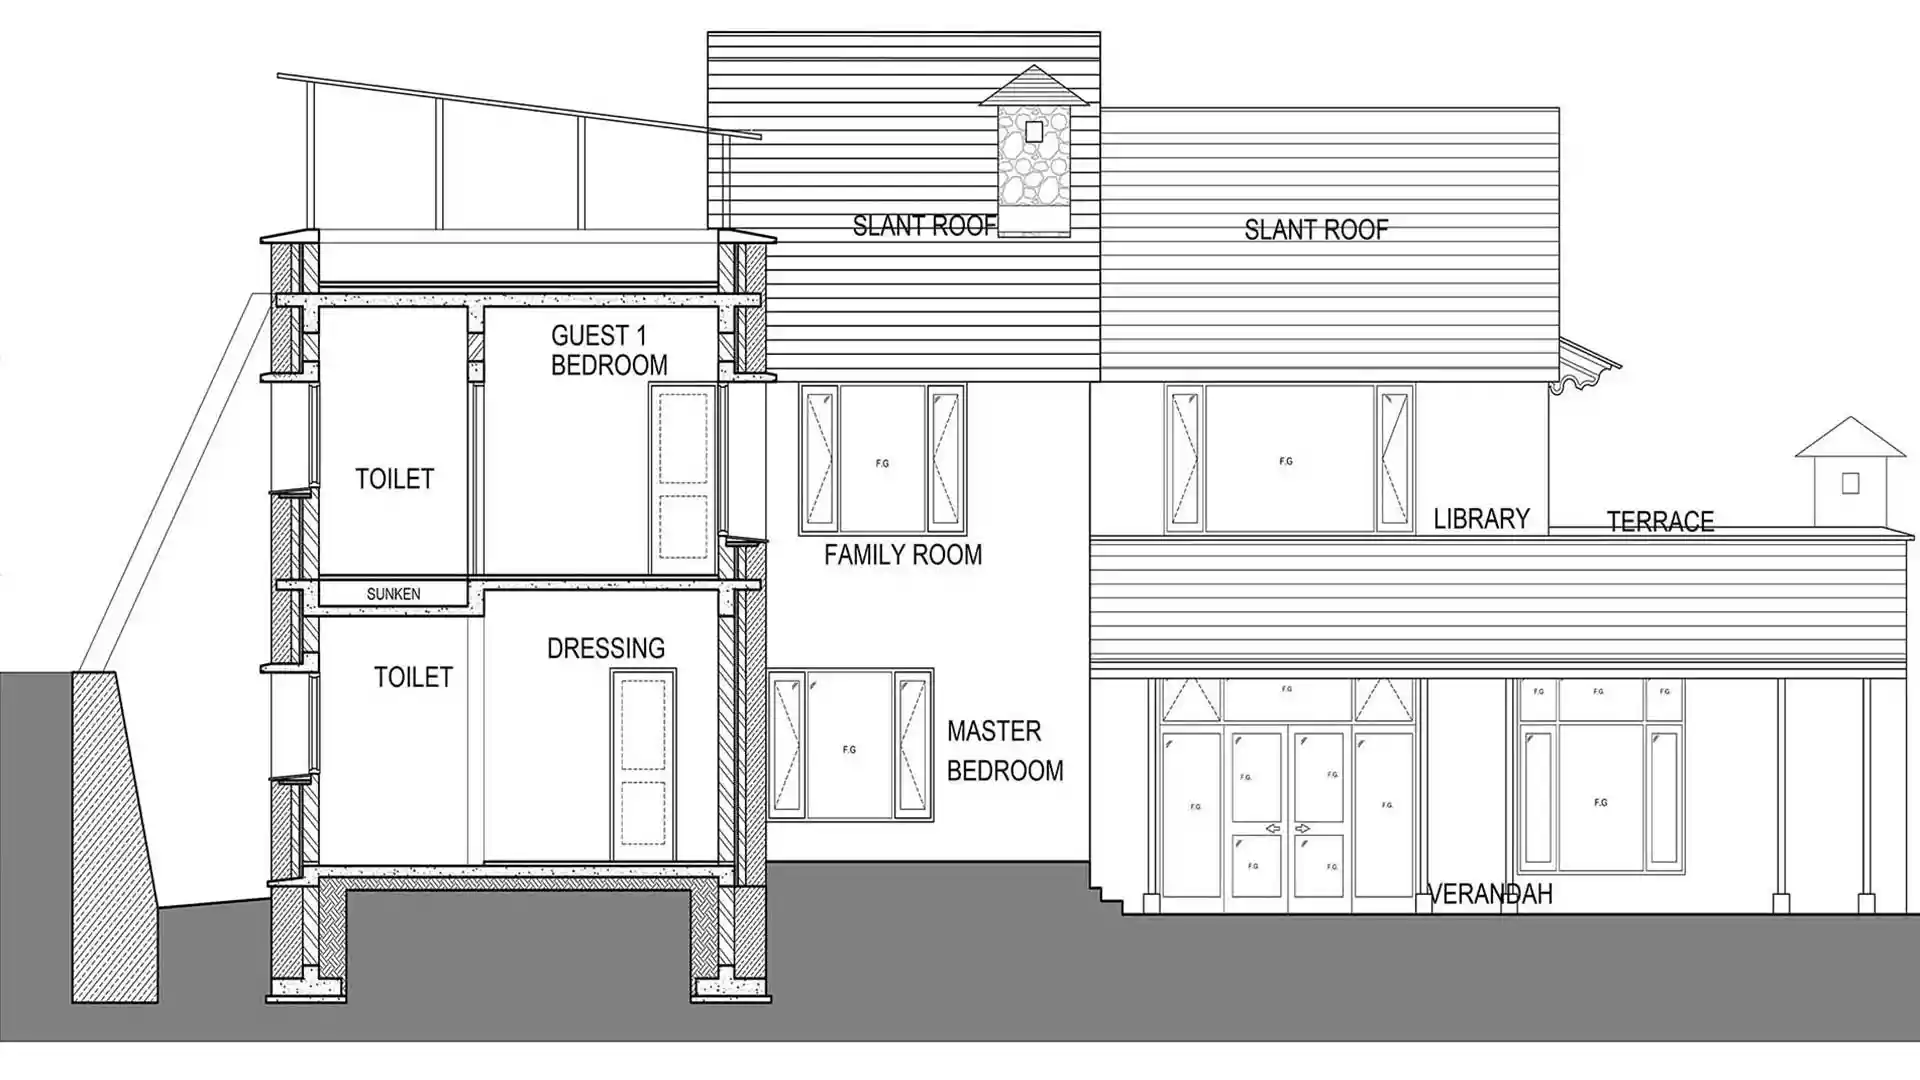 SLANT ROOF
SLANT ROOF
GUEST 1
BEDROOM
TOILET
F.G
F.G
LIBRARY
TERRACE
FAMILY ROOM
SUNKEN
DRESSING
TOILET
F.G
F.G
F.G
F.G
MASTER
BEDROOM
F.G
F.G.
F.G.
F.G.
F.G.
F.G
F.G.
F.G.
VERANDAH